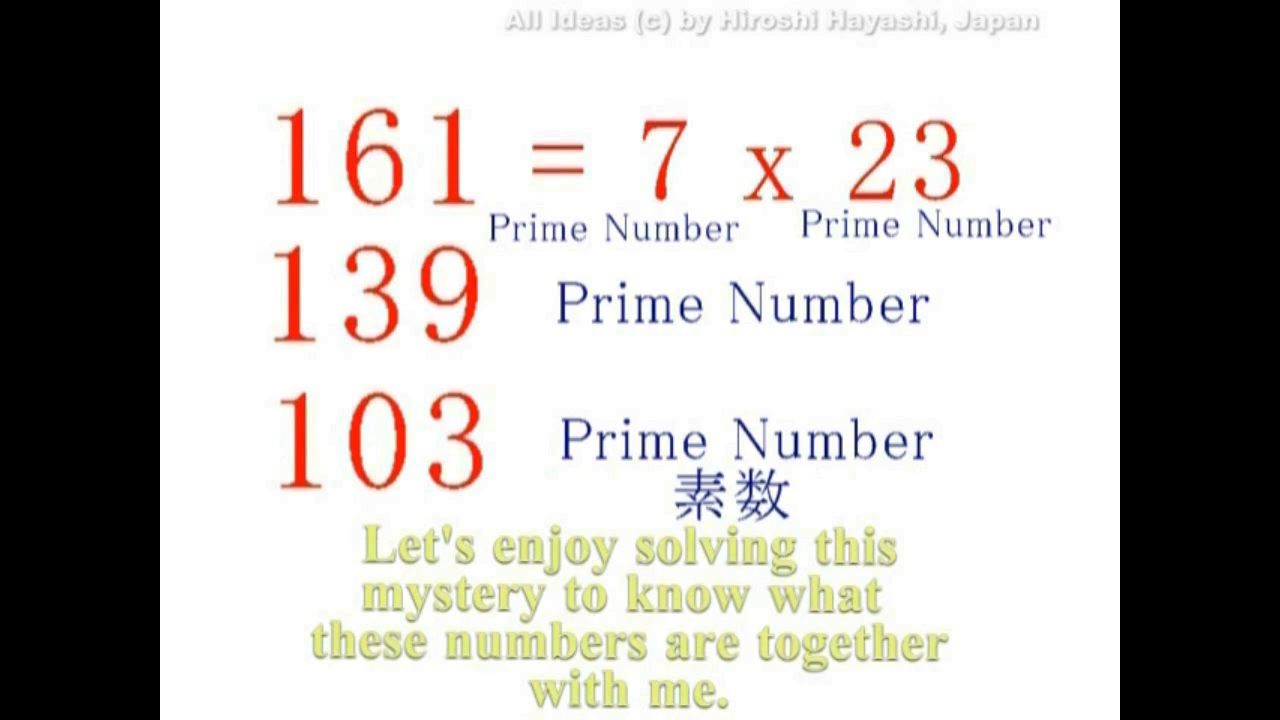 All Ideas (c) by Hiroshi Hayashi, Japan
161 = 7 x 23
Prime Number Prime Number
139 Prime Number
103 Prime Number
素数
Let's enjoy solving this
mystery to know what
these numbers are together
with me.